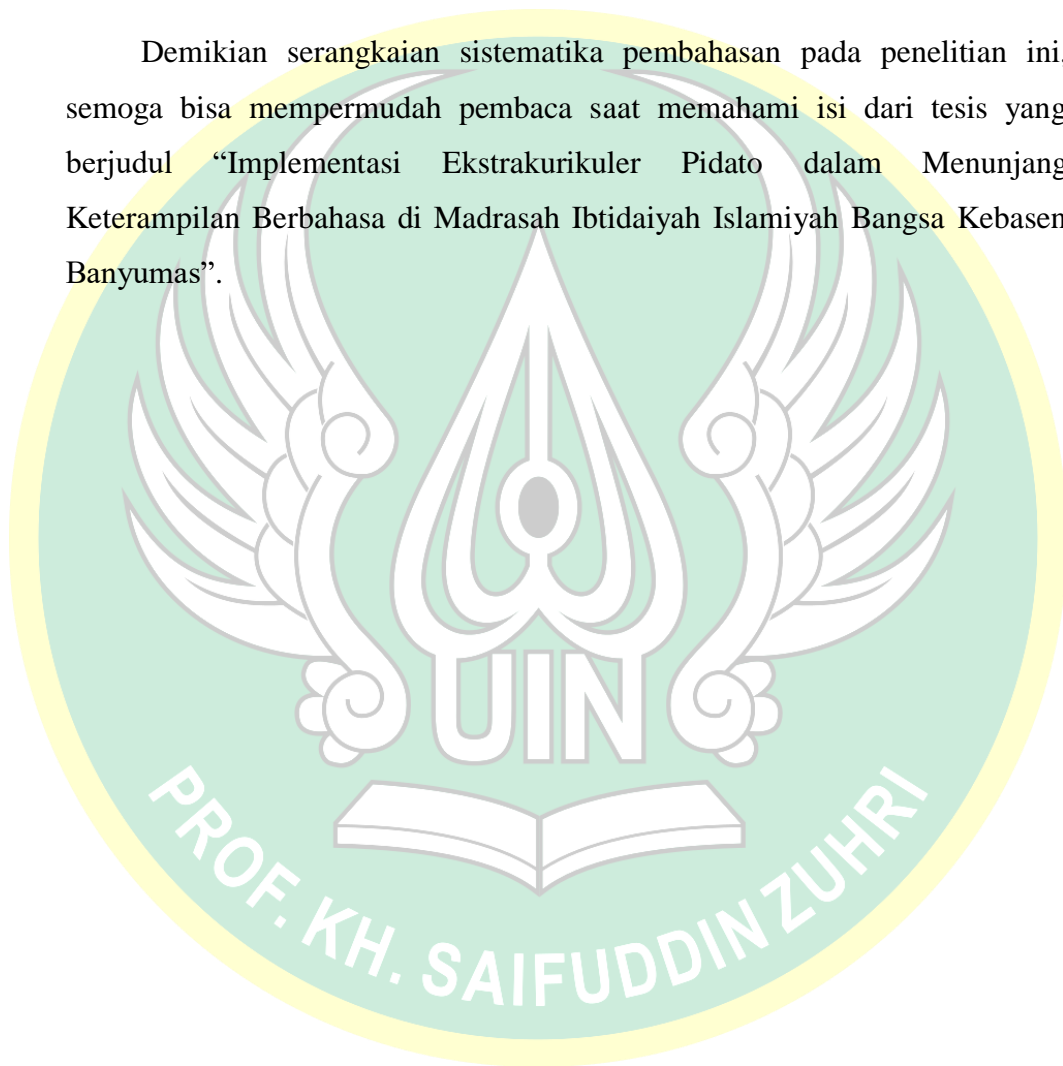 Demikian serangkaian sistematika pembahasan pada penelitian ini,
semoga bisa mempermudah pembaca saat memahami isi dari tesis yang
berjudul “Implementasi Ekstrakurikuler Pidato dalam Menunjang
Keterampilan Berbahasa di Madrasah Ibtidaiyah Islamiyah Bangsa Kebasen
Banyumas”.
UIN
PROF. KH. SAIFUDDIN ZUHRI